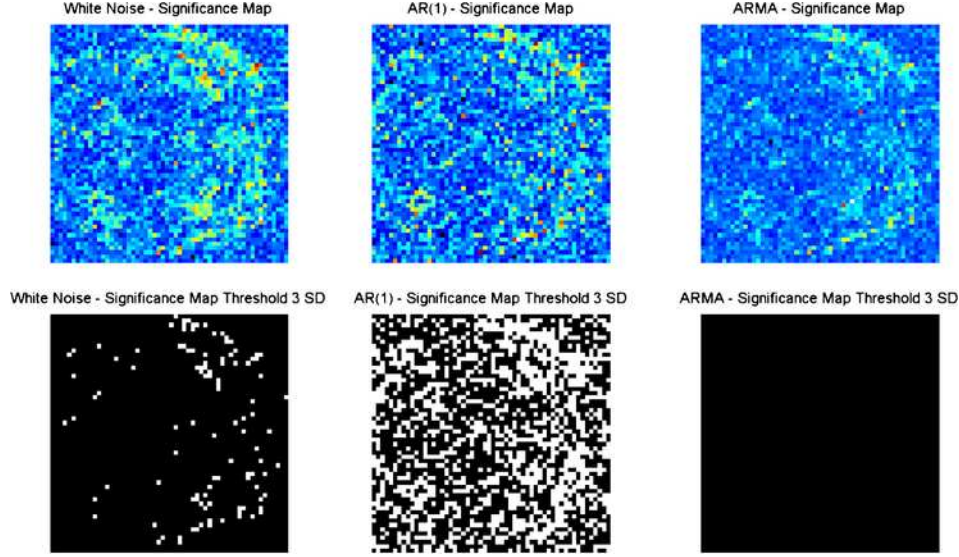 White Noise - Significance Map
AR(1) - Significance Map
ARMA - Significance Map
White Noise - Significance Map Threshold 3 SD
AR(1) - Significance Map Threshold 3 SD
ARMA - Significance Map Threshold 3 SD